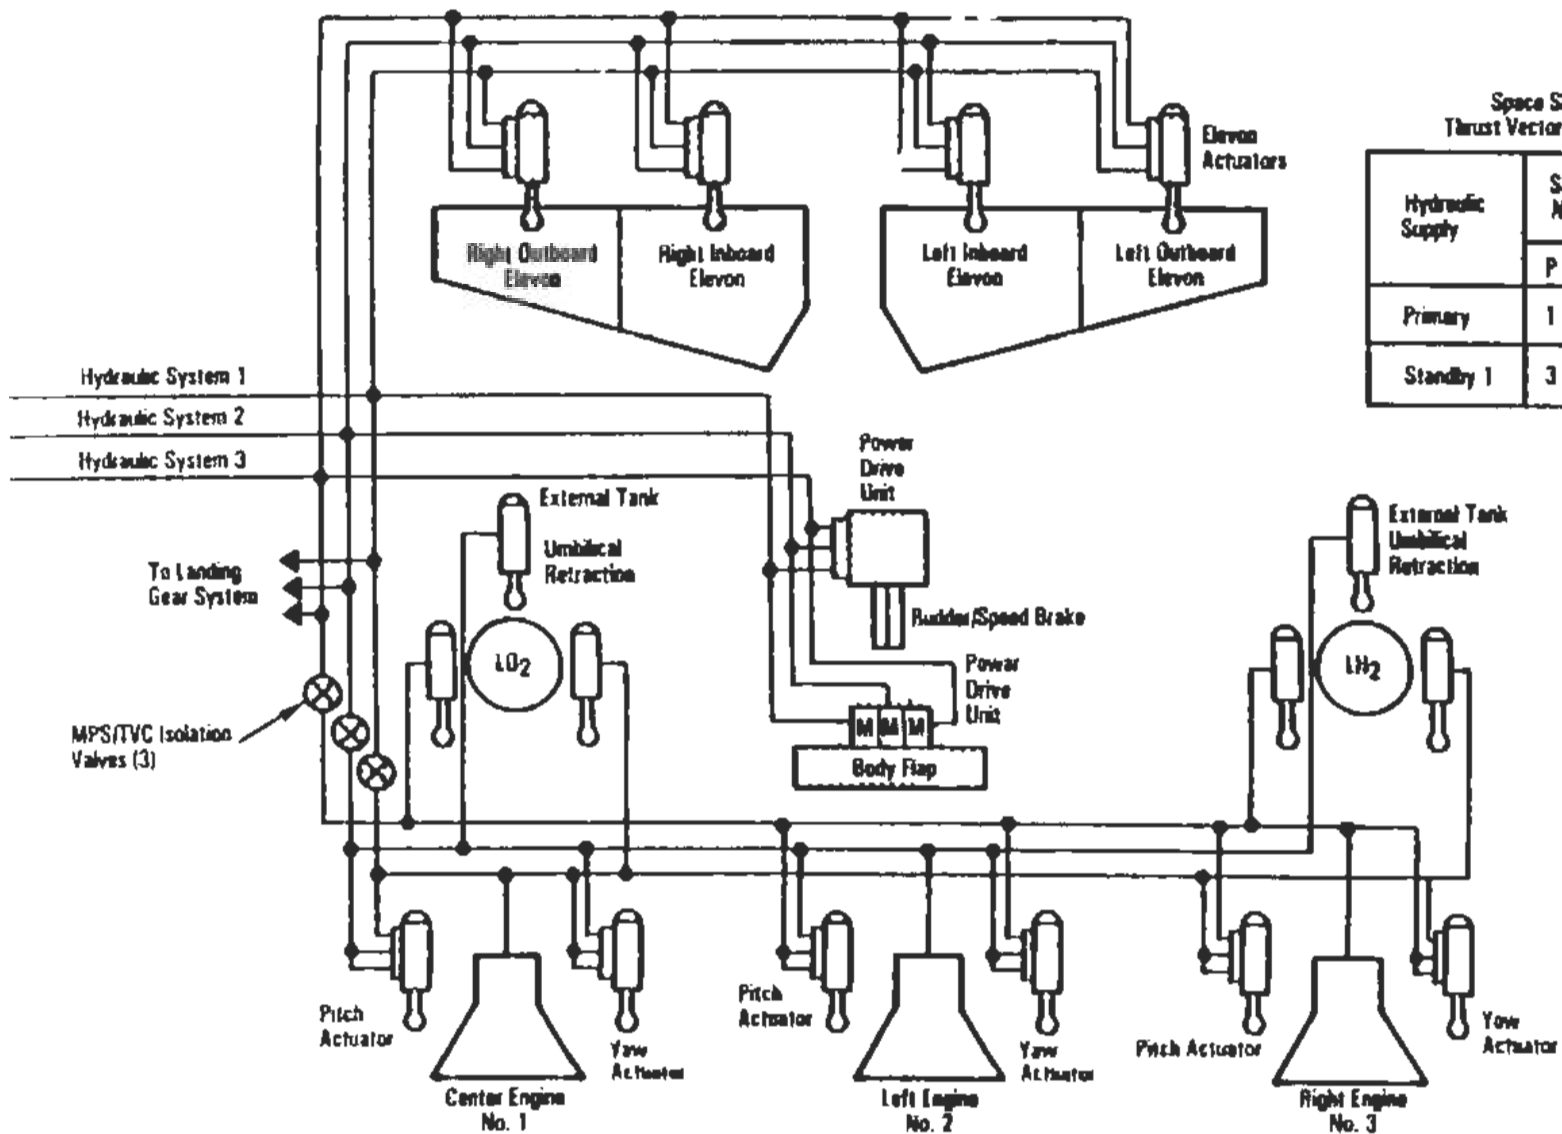 Space S
Thrust Vector
Elevon
Actuators
Hydraulic
Supply
P
Primary
1
Standby 1
3
Right Outboard
Elevon
Right Inboard
Elevon
Left Inboard
Elevon
Left Outboard
Elevon
Hydraulic System 1
Hydraulic System 2
Hydraulic System 3
Power
Drive
Unit
External Tank
Umbilical
Retraction
External Tank
Umbilical
Retraction
To Landing
Gear System
Rudder/Speed Brake
LO2
LH2
Power
Drive
Unit
MPS/TVC Isolation
Valves (3)
M M M
Body Flap
Pitch
Actuator
Yaw
Actuator
Pitch
Actuator
Yaw
Actuator
Pitch Actuator
Yaw
Actuator
Center Engine
No. 1
Left Engine
No. 2
Right Engine
No. 3